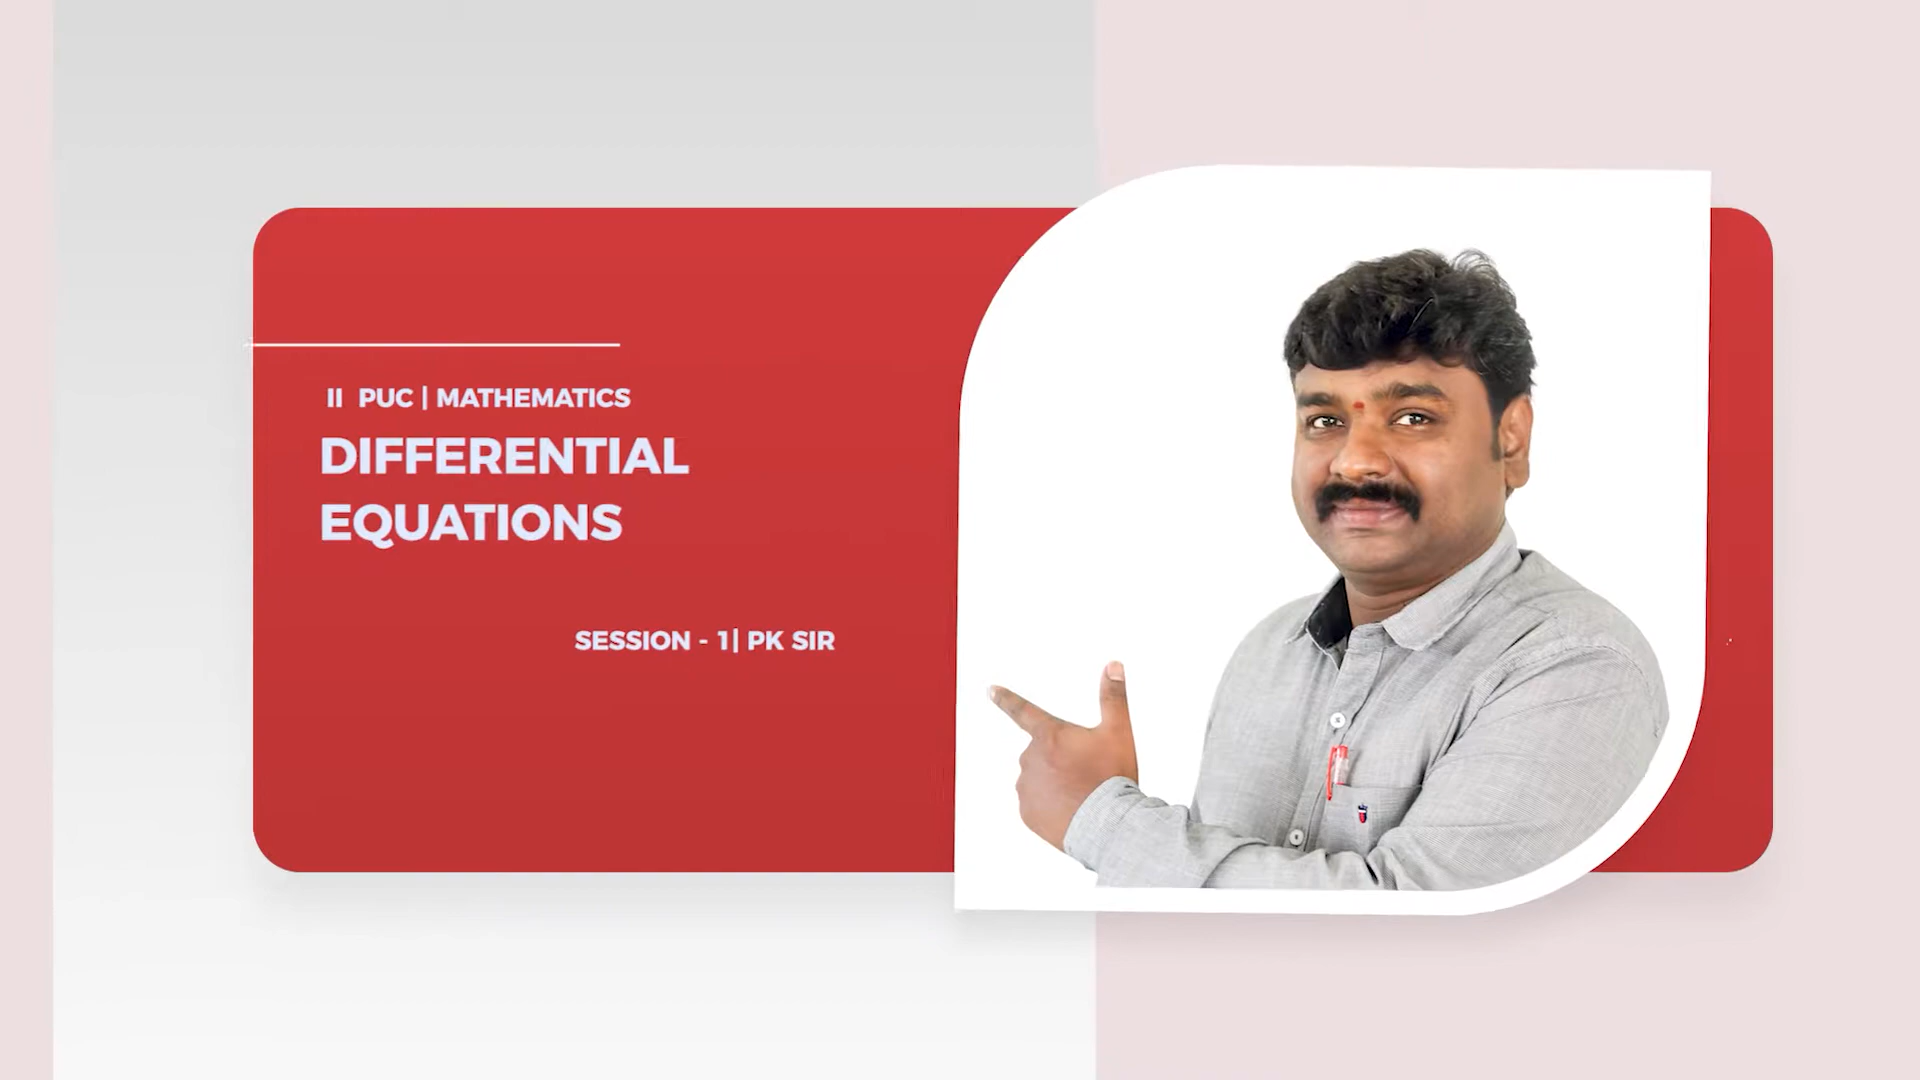 II PUC | MATHEMATICS
DIFFERENTIAL
EQUATIONS
SESSION - 1| PK SIR